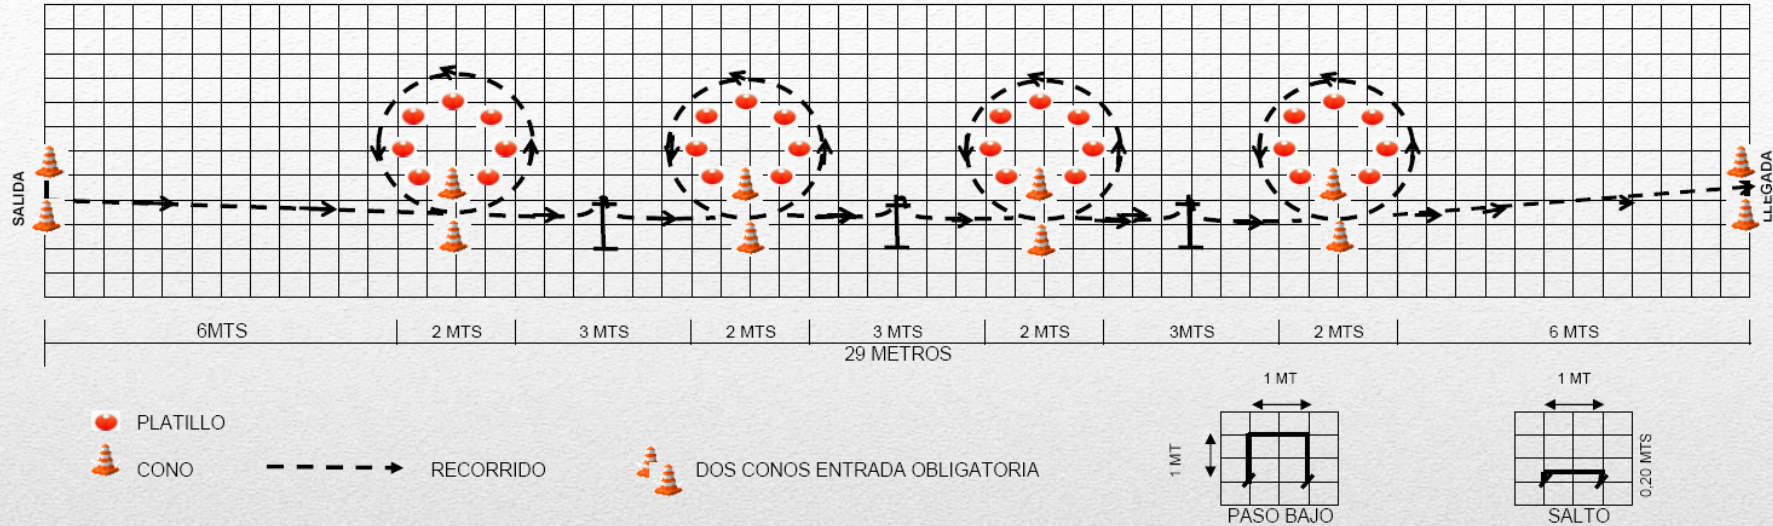 SALIDA
LLEGADA
6MTS
2 MTS
3 MTS
2 MTS
3 MTS
2 MTS
3MTS
2 MTS
6 MTS
29 METROS
PLATILLO
CONO
RECORRIDO
DOS CONOS ENTRADA OBLIGATORIA
1 MT
1 MT
PASO BAJO
1 MT
0,20 MTS
SALTO